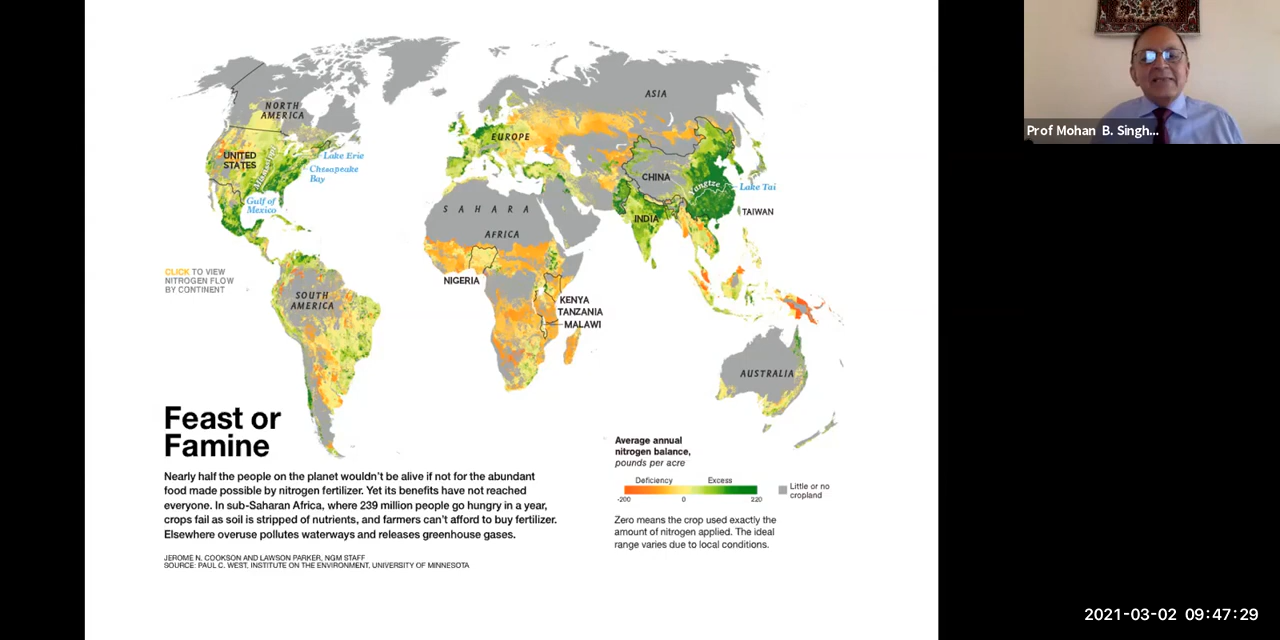 Prof Mohan B. Singh...
NORTH
AMERICA
UNITED
STATES
Lake Erie
Chesapeake
Bay
Gulf of
Mexico
EUROPE
ASIA
CHINA
Yangtze
Lake Tai
TAIWAN
INDIA
SAHARA
AFRICA
NIGERIA
KENYA
TANZANIA
MALAWI
SOUTH
AMERICA
AUSTRALIA
CLICK TO VIEW
NITROGEN FLOW
BY CONTINENT
Feast or
Famine
Nearly half the people on the planet wouldn't be alive if not for the abundant
food made possible by nitrogen fertilizer. Yet its benefits have not reached
everyone. In sub-Saharan Africa, where 239 million people go hungry in a year,
crops fail as soil is stripped of nutrients, and farmers can't afford to buy fertilizer.
Elsewhere overuse pollutes waterways and releases greenhouse gases.
JEROME N. COOKSON AND LAWSON PARKER, NGM STAFF
SOURCE: PAUL C. WEST, INSTITUTE ON THE ENVIRONMENT, UNIVERSITY OF MINNESOTA
Average annual
nitrogen balance,
pounds per acre
Deficiency Excess
-200 0 220
Little or no
cropland
Zero means the crop used exactly the
amount of nitrogen applied. The ideal
range varies due to local conditions.
2021-03-02 09:47:29